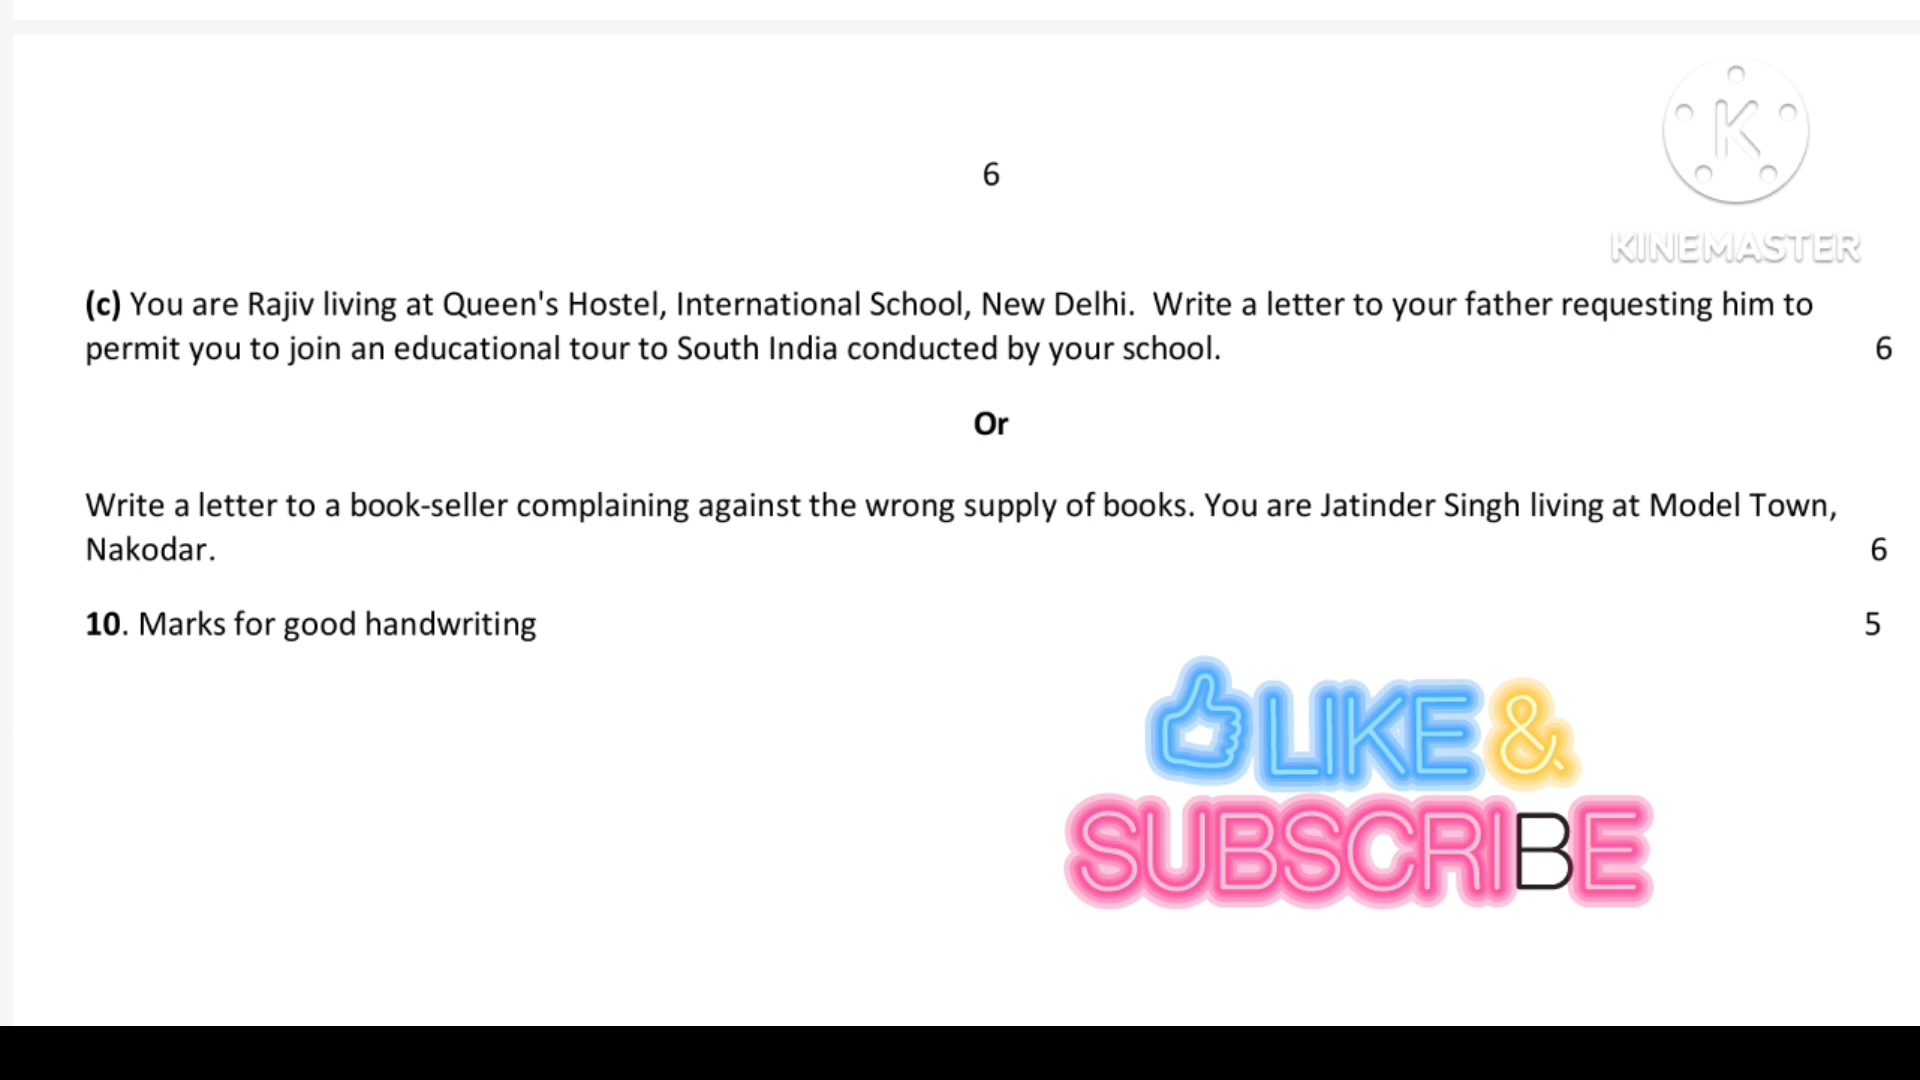 6
KINEMASTER
(c) You are Rajiv living at Queen's Hostel, International School, New Delhi. Write a letter to your father requesting him to
permit you to join an educational tour to South India conducted by your school. 6
Or
Write a letter to a book-seller complaining against the wrong supply of books. You are Jatinder Singh living at Model Town,
Nakodar. 6
10. Marks for good handwriting 5
LIKE &
SUBSCRIBE